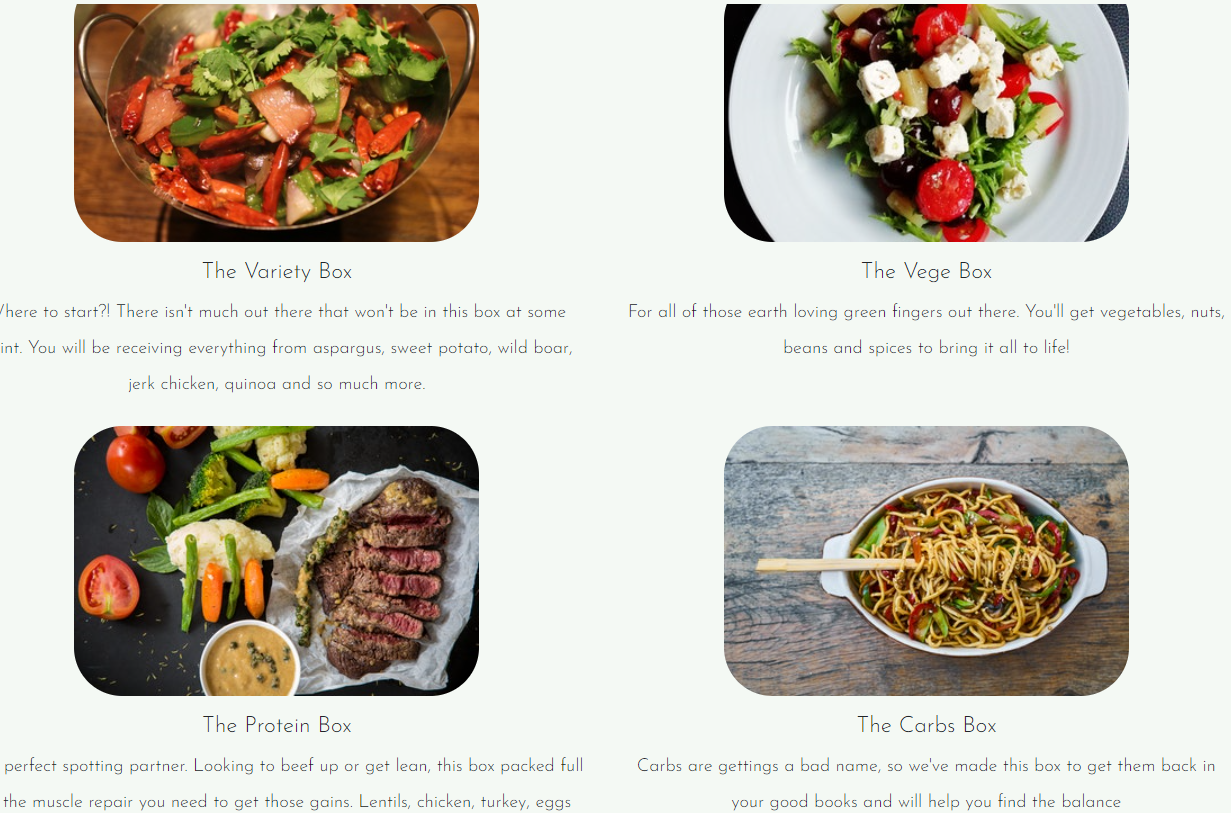 The Variety Box
here to start?! There isn't much out there that won't be in this box at some
int. You will be receiving everything from aspargus, sweet potato, wild boar,
jerk chicken, quinoa and so much more.
The Vege Box
For all of those earth loving green fingers out there. You'll get vegetables, nuts,
beans and spices to bring it all to life!
The Protein Box
perfect spotting partner. Looking to beef up or get lean, this box packed full
the muscle repair you need to get those gains. Lentils, chicken, turkey, eggs
The Carbs Box
Carbs are gettings a bad name, so we've made this box to get them back in
your good books and will help you find the balance